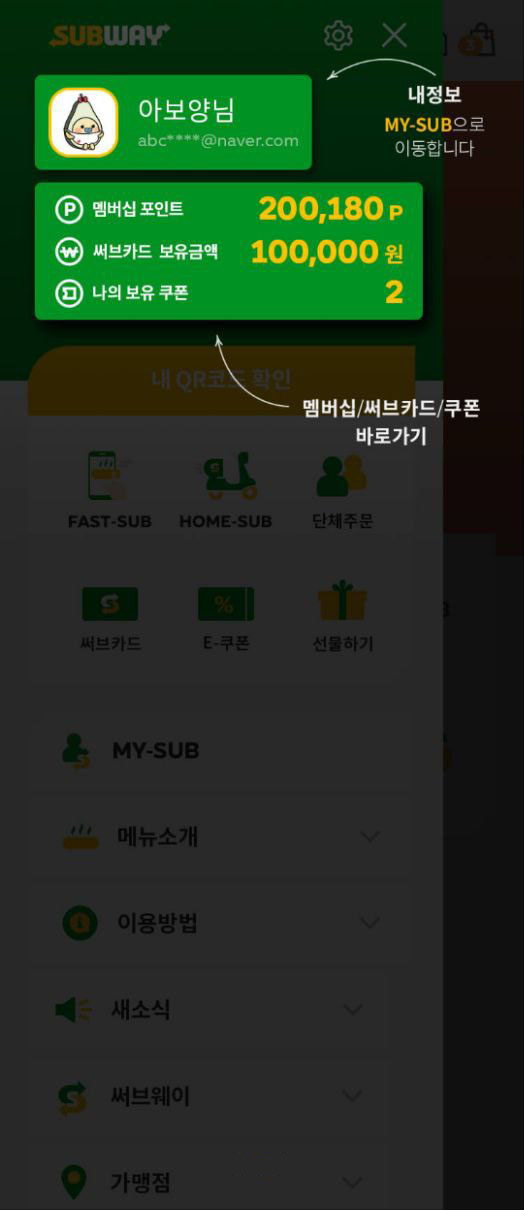 SUBWAY
3
내정보
MY-SUB으로
이동합니다
아보양님
abc****@naver.com
멤버십 포인트 200,180 P
써브카드 보유금액 100,000 원
나의 보유 쿠폰 2
내 QR코드 확인
멤버십/써브카드/쿠폰
바로가기
FAST-SUB HOME-SUB 단체주문
써브카드 E-쿠폰 선물하기
MY-SUB
메뉴소개
이용방법
새소식
써브웨이
가맹점